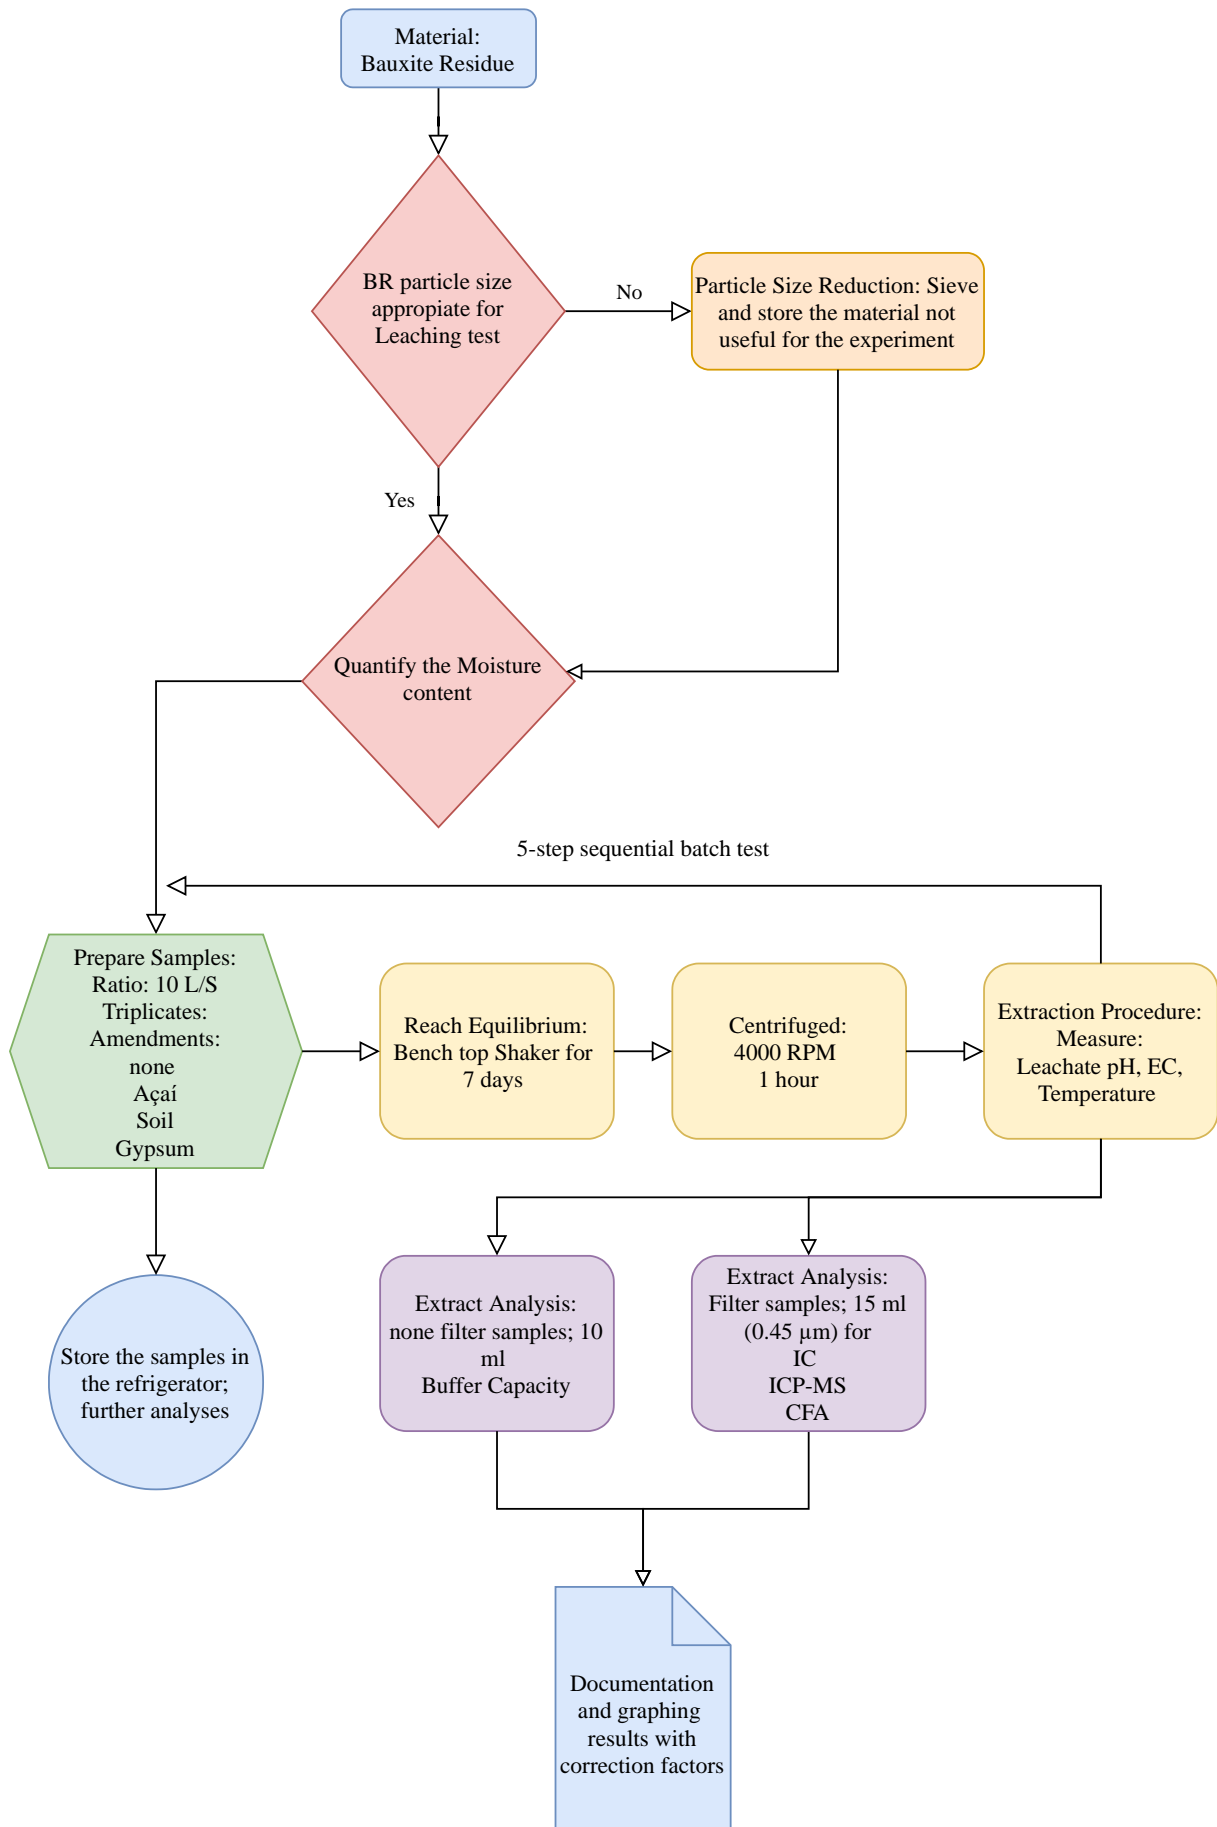 Material:
Bauxite Residue
BR particle size
appropiate for
Leaching test
No
Particle Size Reduction: Sieve
and store the material not
useful for the experiment
Yes
Quantify the Moisture
content
5-step sequential batch test
Prepare Samples:
Ratio: 10 L/S
Triplicates:
Amendments:
none
Açaí
Soil
Gypsum
Reach Equilibrium:
Bench top Shaker for
7 days
Centrifuged:
4000 RPM
1 hour
Extraction Procedure:
Measure:
Leachate pH, EC,
Temperature
Store the samples in
the refrigerator;
further analyses
Extract Analysis:
none filter samples; 10
ml
Buffer Capacity
Extract Analysis:
Filter samples; 15 ml
(0.45 µm) for
IC
ICP-MS
CFA
Documentation
and graphing
results with
correction factors